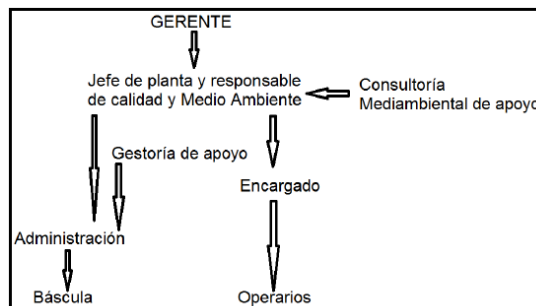 GERENTE
Jefe de planta y responsable
de calidad y Medio Ambiente
Consultoría
Mediambiental de apoyo
Gestoría de apoyo
Encargado
Administración
Báscula
Operarios